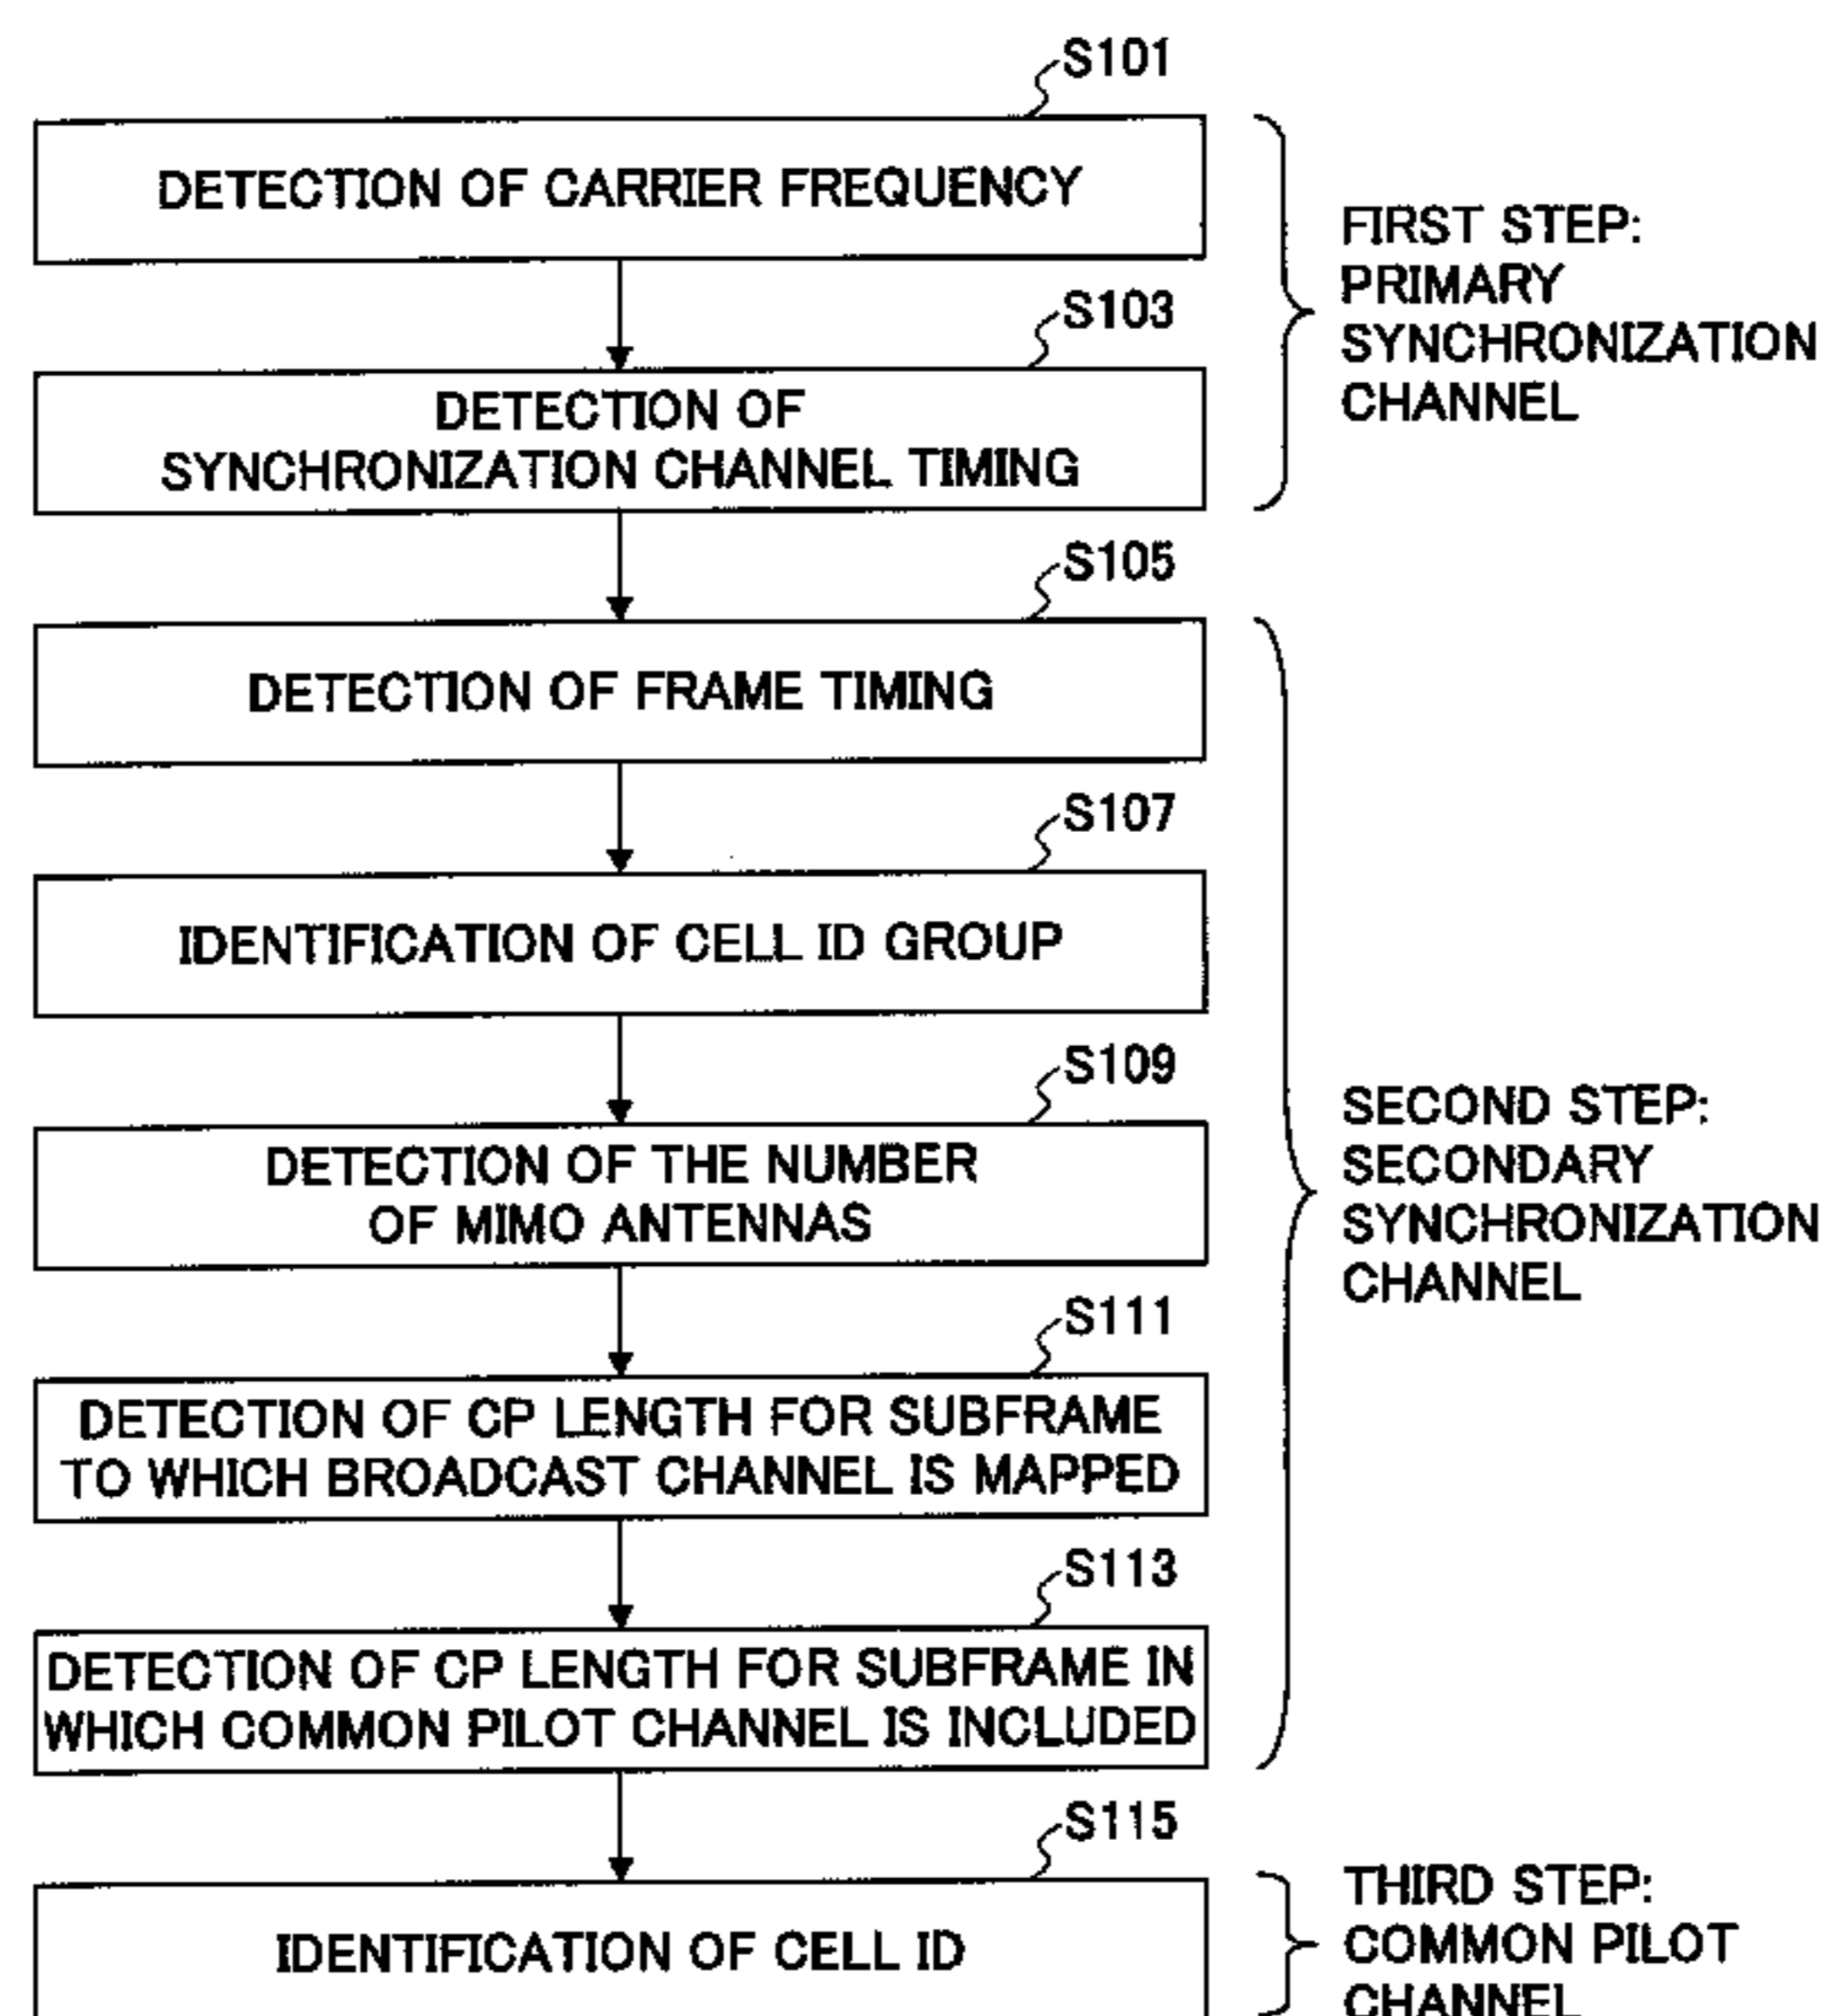 S101
DETECTION OF CARRIER FREQUENCY
FIRST STEP:
PRIMARY
SYNCHRONIZATION
CHANNEL
S103
DETECTION OF
SYNCHRONIZATION CHANNEL TIMING
S105
DETECTION OF FRAME TIMING
S107
IDENTIFICATION OF CELL ID GROUP
S109
DETECTION OF THE NUMBER
OF MIMO ANTENNAS
SECOND STEP:
SECONDARY
SYNCHRONIZATION
CHANNEL
S111
DETECTION OF CP LENGTH FOR SUBFRAME
TO WHICH BROADCAST CHANNEL IS MAPPED
S113
DETECTION OF CP LENGTH FOR SUBFRAME IN
WHICH COMMON PILOT CHANNEL IS INCLUDED
S115
IDENTIFICATION OF CELL ID
THIRD STEP:
COMMON PILOT
CHANNEL